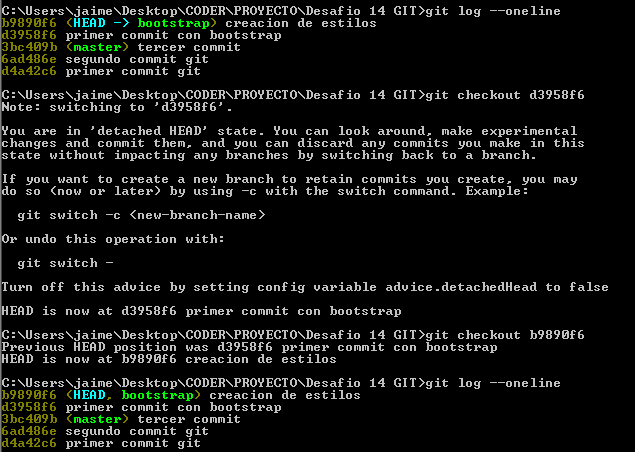 C:\Users\jaime\Desktop\CODER\PROYECTO\Desafio 14 GIT>git log --oneline
b9890f6 (HEAD -> bootstrap) creacion de estilos
d3958f6 primer commit con bootstrap
3bc409b (master) tercer commit
6ad486e segundo commit git
d4a42c6 primer commit git
C:\Users\jaime\Desktop\CODER\PROYECTO\Desafio 14 GIT>git checkout d3958f6
Note: switching to 'd3958f6'.
You are in 'detached HEAD' state. You can look around, make experimental
changes and commit them, and you can discard any commits you make in this
state without impacting any branches by switching back to a branch.
If you want to create a new branch to retain commits you create, you may
do so (now or later) by using -c with the switch command. Example:
git switch -c <new-branch-name>
Or undo this operation with:
git switch -
Turn off this advice by setting config variable advice.detachedHead to false
HEAD is now at d3958f6 primer commit con bootstrap
C:\Users\jaime\Desktop\CODER\PROYECTO\Desafio 14 GIT>git checkout b9890f6
Previous HEAD position was d3958f6 primer commit con bootstrap
HEAD is now at b9890f6 creacion de estilos
C:\Users\jaime\Desktop\CODER\PROYECTO\Desafio 14 GIT>git log --oneline
b9890f6 (HEAD, bootstrap) creacion de estilos
d3958f6 primer commit con bootstrap
3bc409b (master) tercer commit
6ad486e segundo commit git
d4a42c6 primer commit git